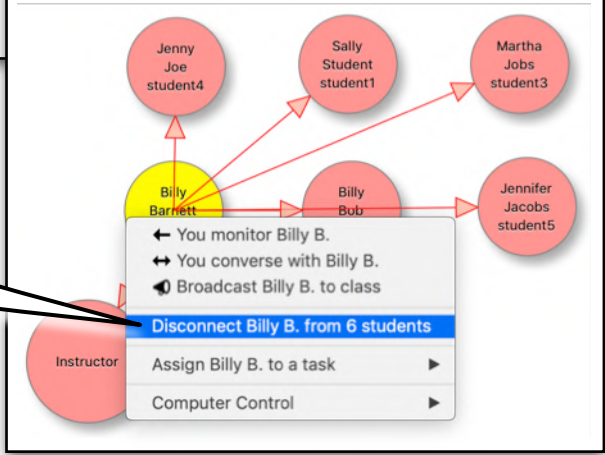 Jenny
Joe
student4
Sally
Student
student1
Martha
Jobs
student3
Billy
Barnett
Billy
Bob
Jennifer
Jacobs
student5
You monitor Billy B.
You converse with Billy B.
Broadcast Billy B. to class
Disconnect Billy B. from 6 students
Instructor
Assign Billy B. to a task
Computer Control